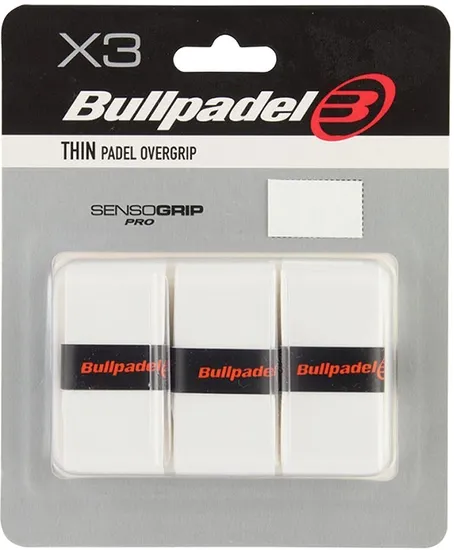 X3
Bullpadel
THIN PADEL OVERGRIP
SENSOGRIP
PRO
Bullpadel
Bullpadel
Bullpadel